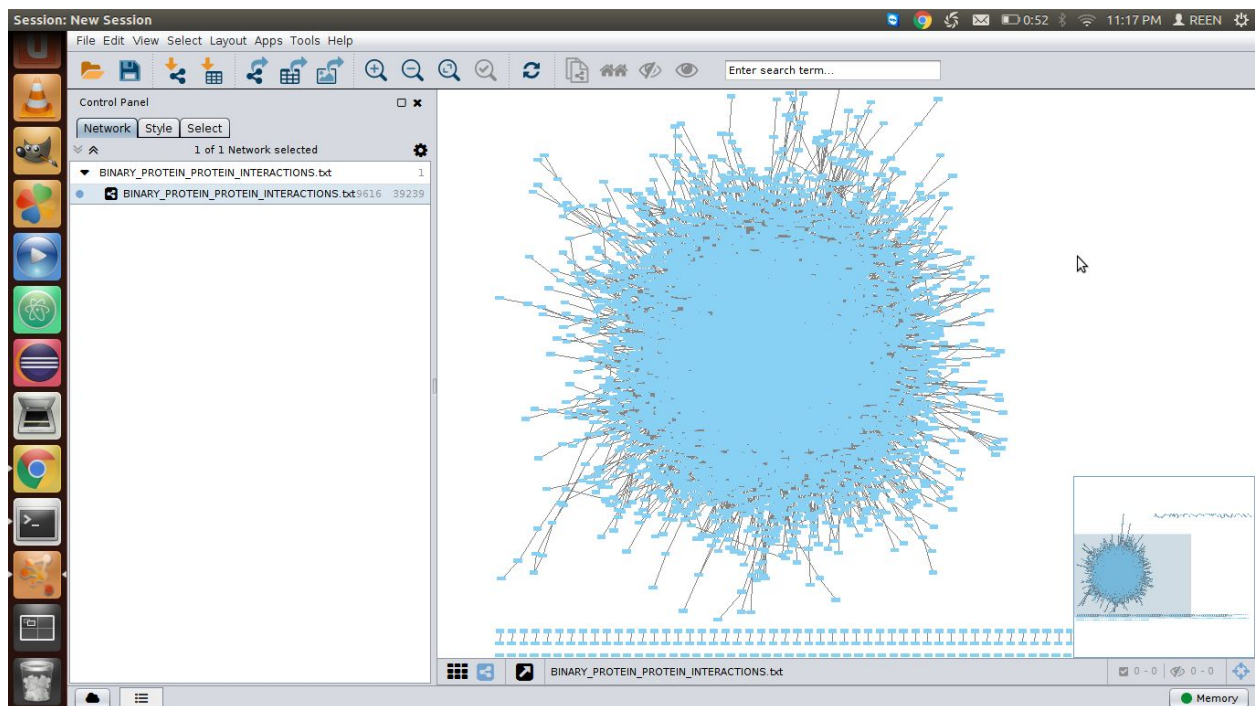 Session: New Session
0:52 11:17 PM REEN
File Edit View Select Layout Apps Tools Help
Enter search term...
Control Panel
Network Style Select
1 of 1 Network selected
BINARY_PROTEIN_PROTEIN_INTERACTIONS.txt 1
BINARY_PROTEIN_PROTEIN_INTERACTIONS.txt 9616 39239
BINARY_PROTEIN_PROTEIN_INTERACTIONS.txt
0 - 0 0 - 0
Memory